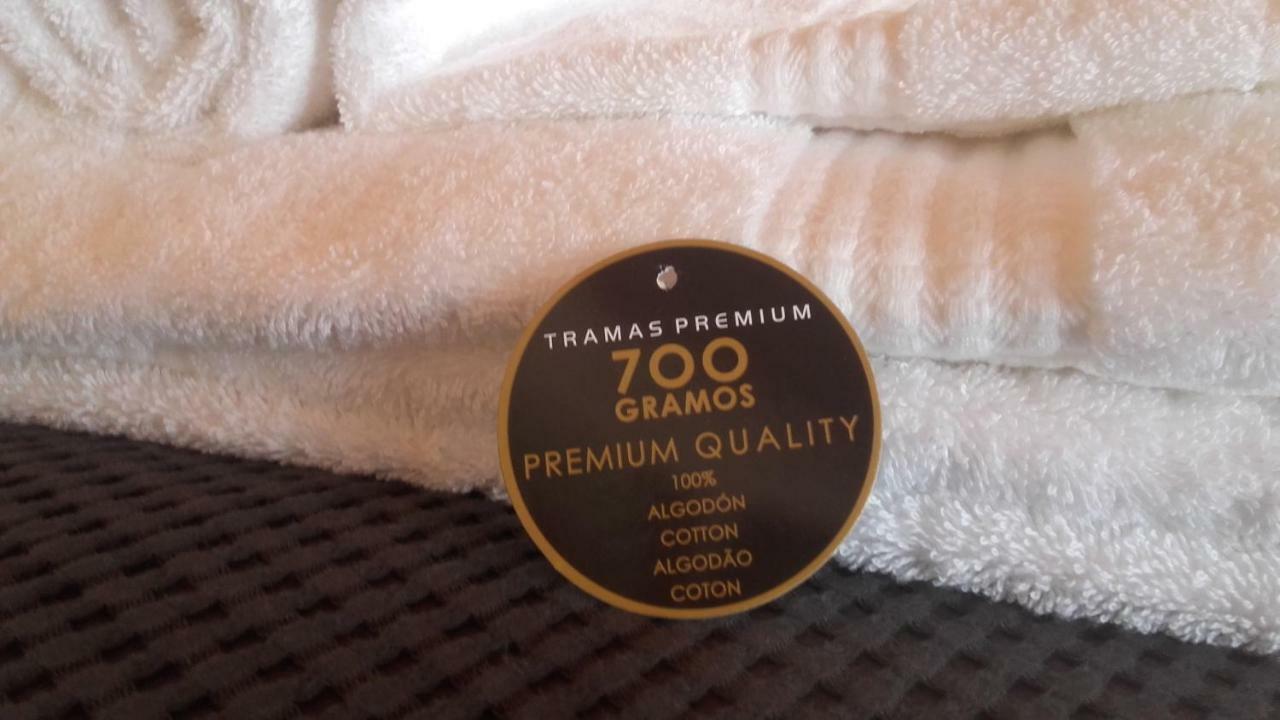 TRAMAS PREMIUM
700
GRAMOS
PREMIUM QUALITY
100%
ALGODÓN
COTTON
ALGODÃO
COTON